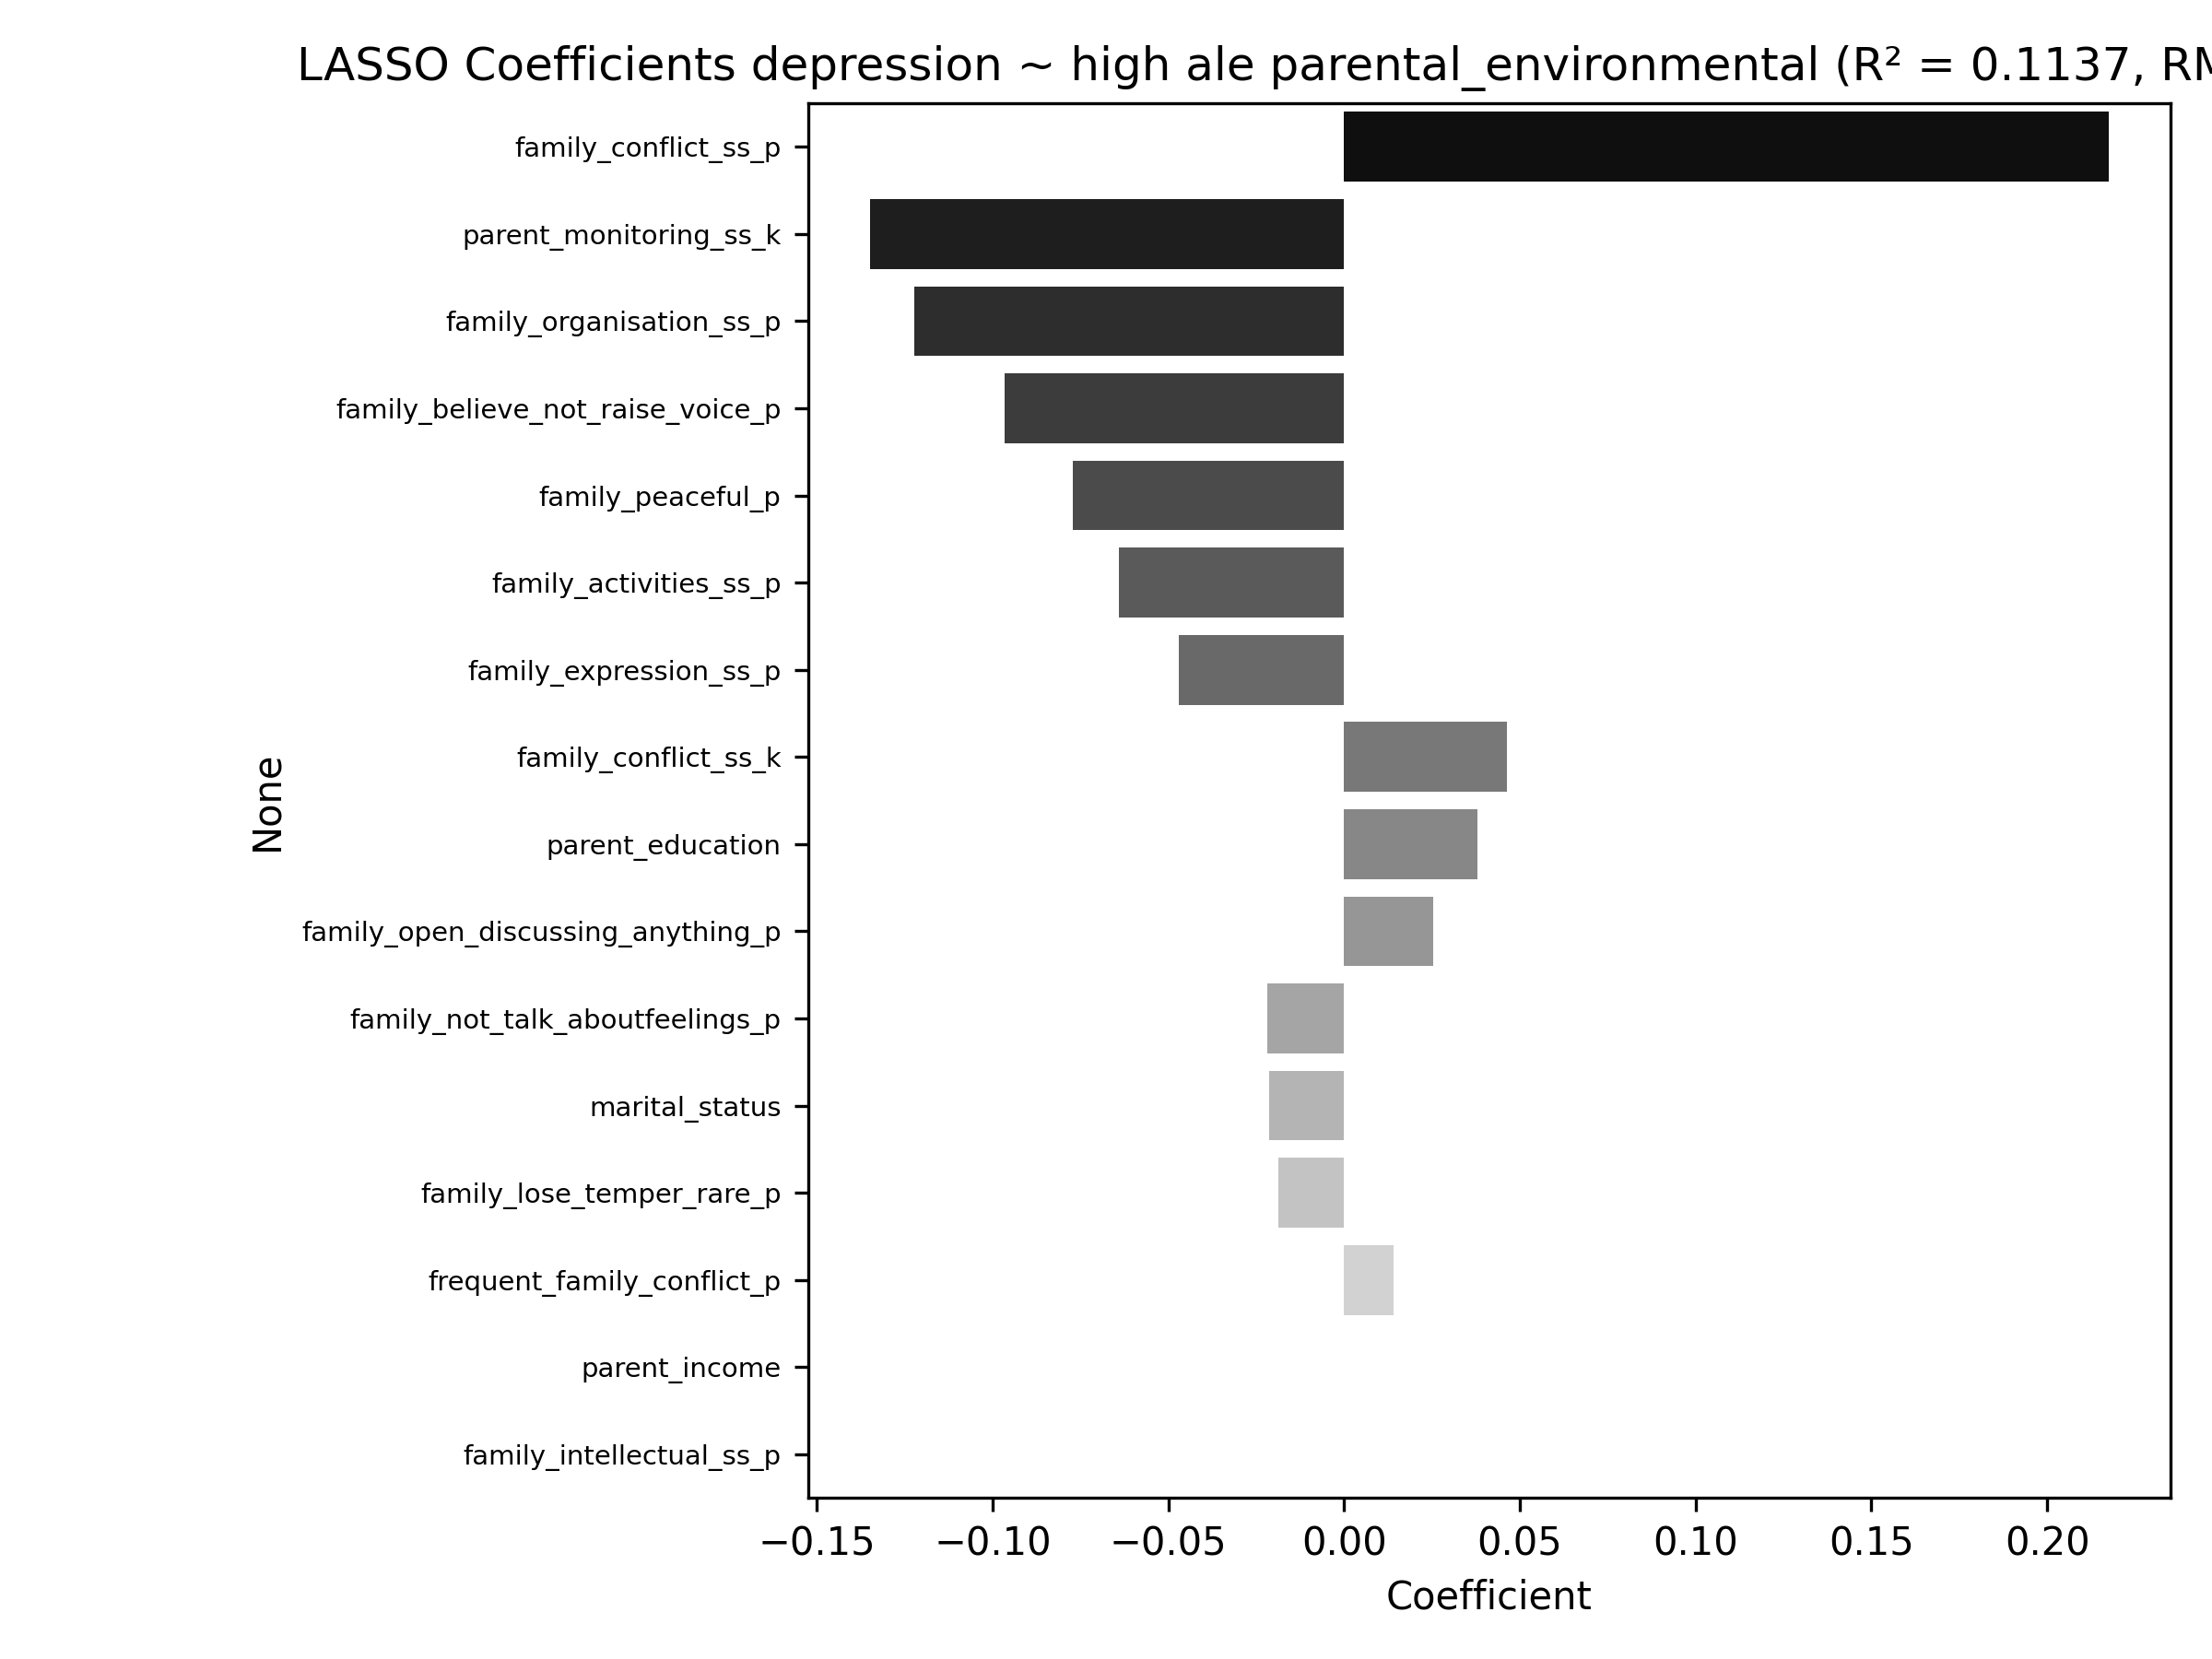 LASSO Coefficients depression ~ high ale parental_environmental (R² = 0.1137, RM
family_conflict_ss_p
parent_monitoring_ss_k
family_organisation_ss_p
family_believe_not_raise_voice_p
family_peaceful_p
family_activities_ss_p
family_expression_ss_p
family_conflict_ss_k
parent_education
family_open_discussing_anything_p
family_not_talk_aboutfeelings_p
marital_status
family_lose_temper_rare_p
frequent_family_conflict_p
parent_income
family_intellectual_ss_p
None
−0.15 −0.10 −0.05 0.00 0.05 0.10 0.15 0.20
Coefficient